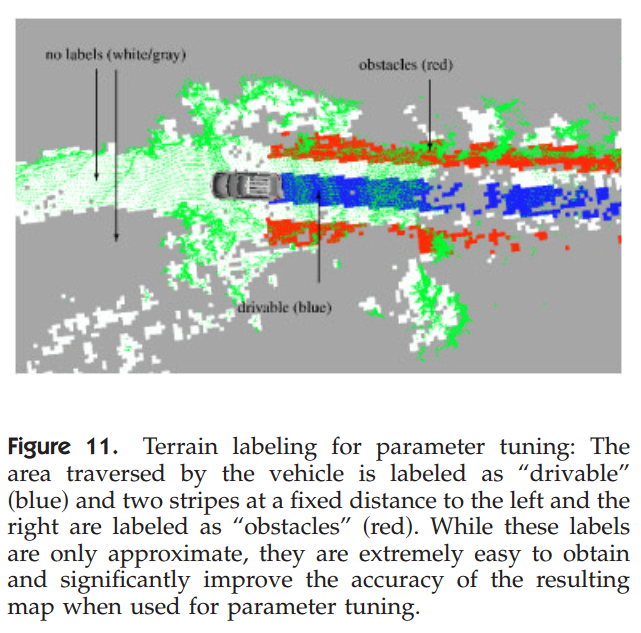 no labels (white/gray)
obstacles (red)
drivable (blue)
Figure 11. Terrain labeling for parameter tuning: The
area traversed by the vehicle is labeled as “drivable”
(blue) and two stripes at a fixed distance to the left and the
right are labeled as “obstacles” (red). While these labels
are only approximate, they are extremely easy to obtain
and significantly improve the accuracy of the resulting
map when used for parameter tuning.